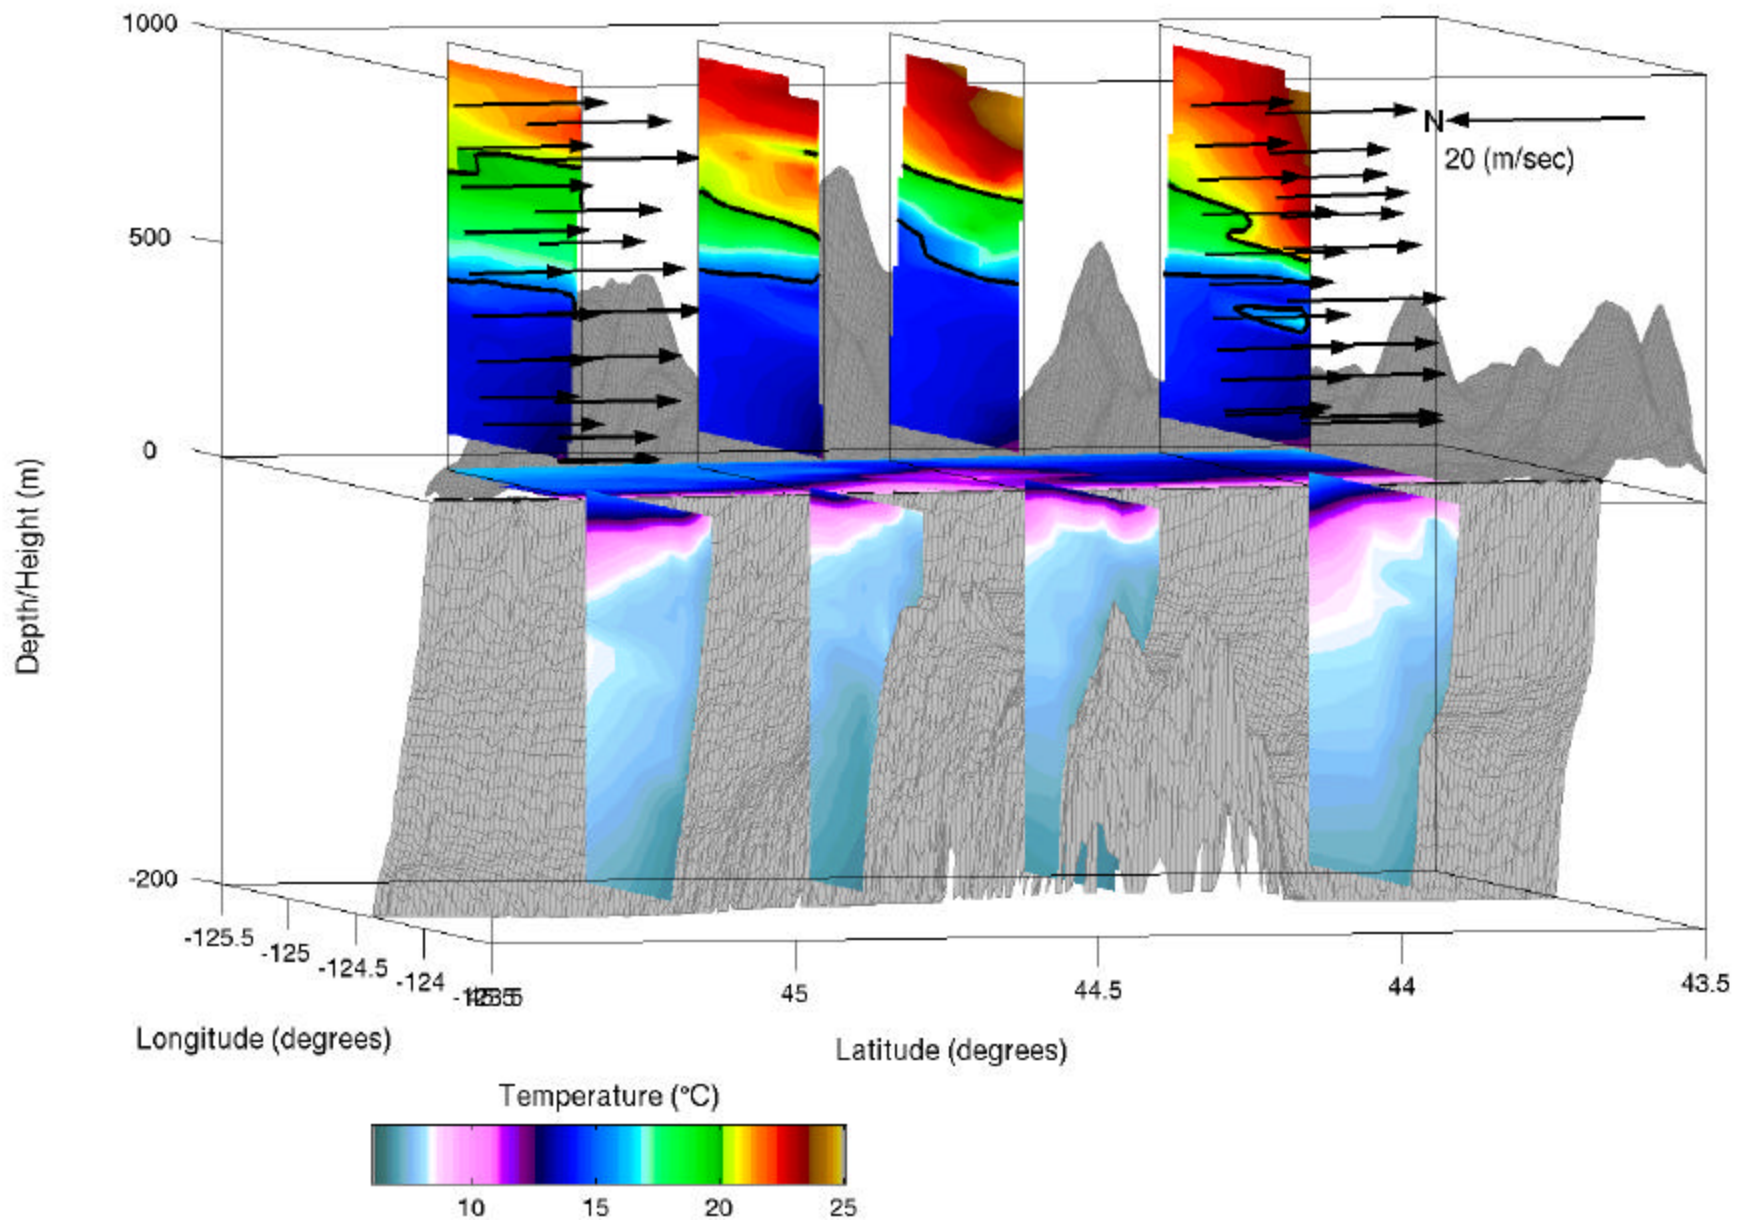 1000
N
20 (m/sec)
500
0
Depth/Height (m)
-200
-125.5
-125
-124.5
-124
45
44.5
44
43.5
Longitude (degrees)
Latitude (degrees)
Temperature (°C)
10 15 20 25